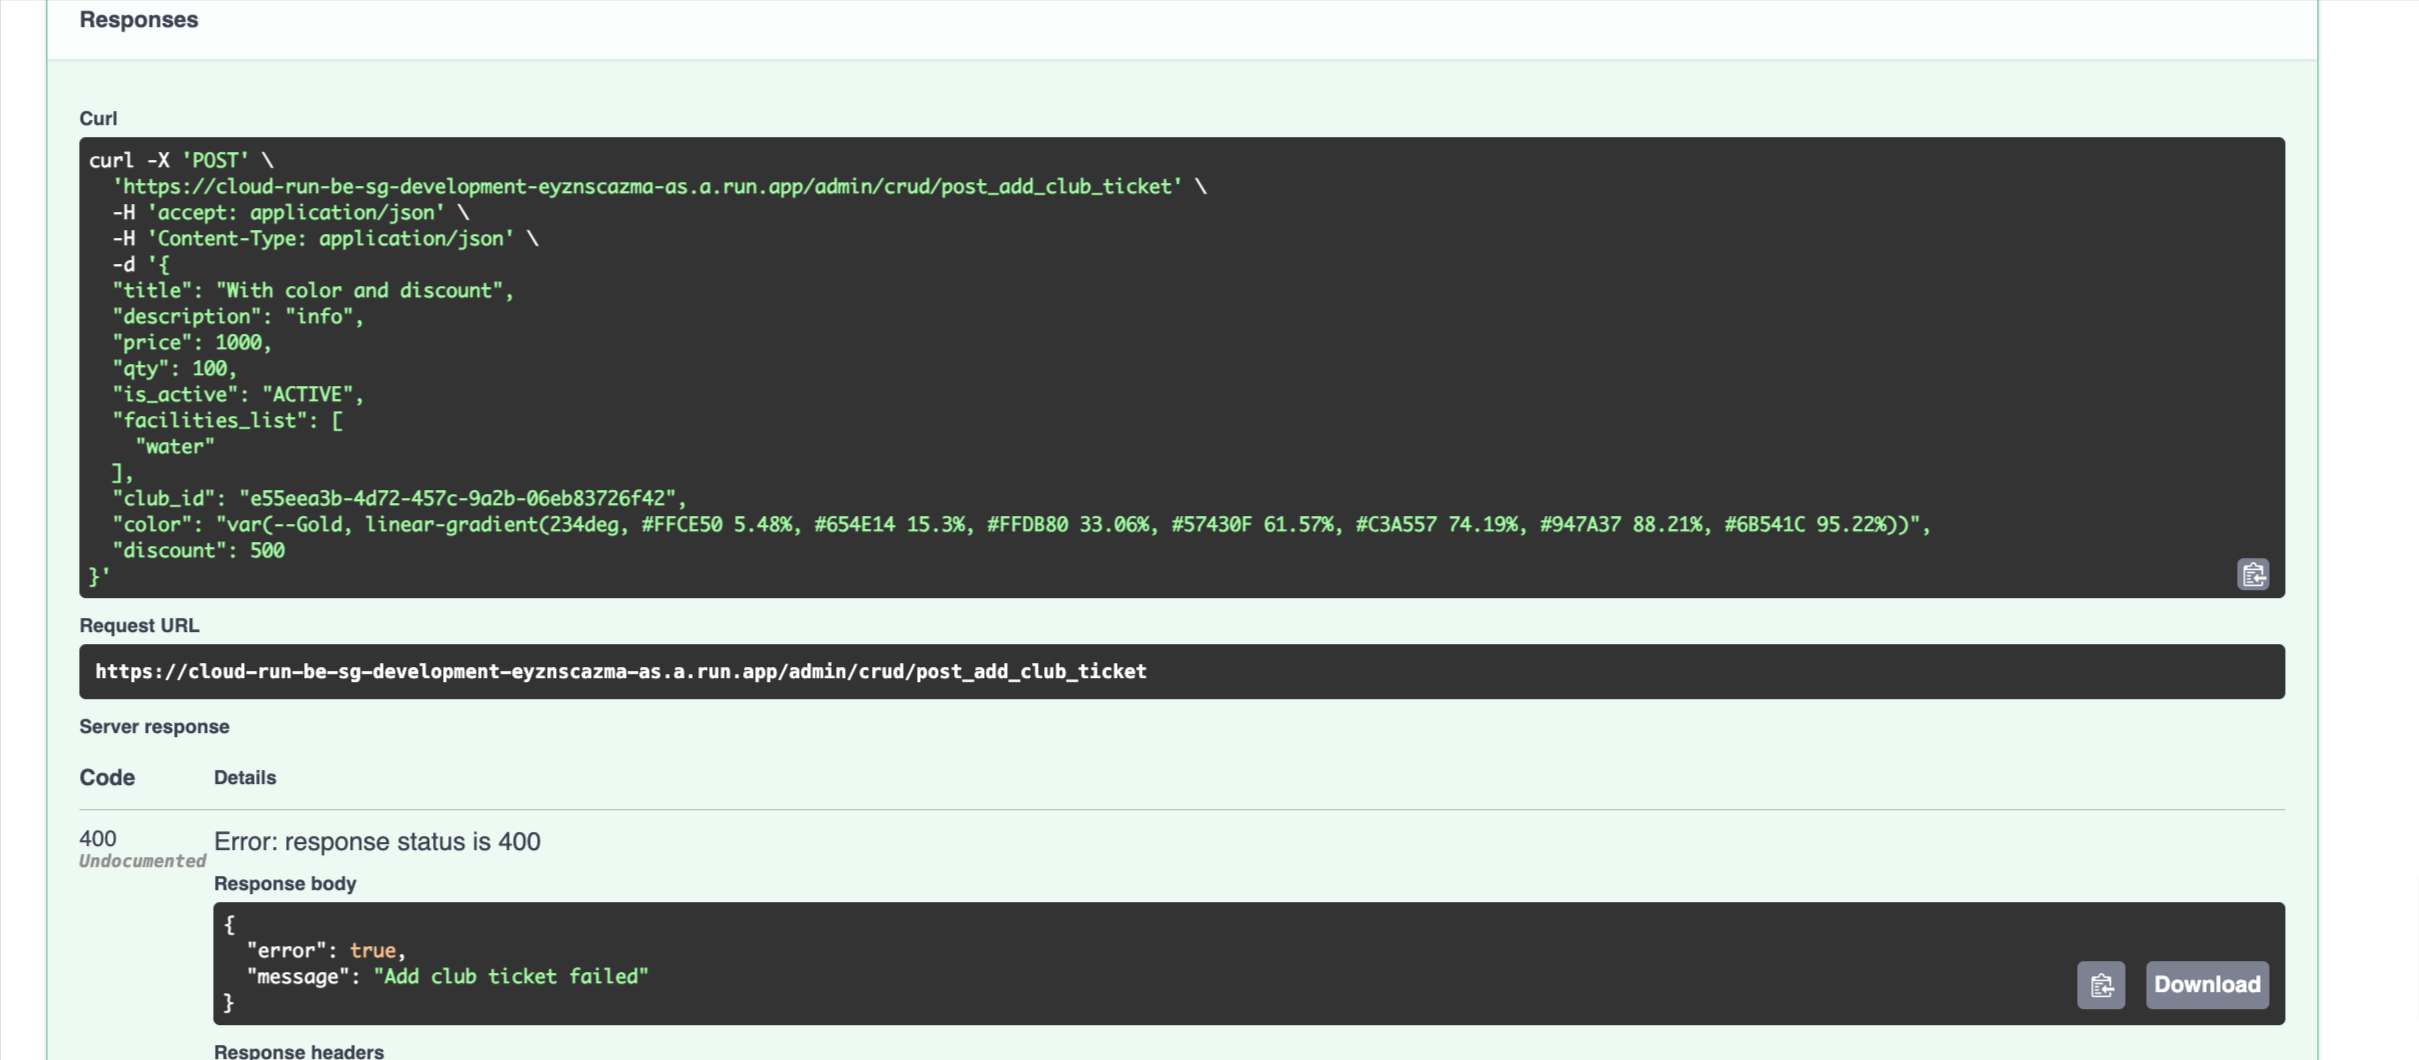 Responses
Curl
curl -X 'POST' \
'https://cloud-run-be-sg-development-eyznscazma-as.a.run.app/admin/crud/post_add_club_ticket' \
-H 'accept: application/json' \
-H 'Content-Type: application/json' \
-d '{
"title": "With color and discount",
"description": "info",
"price": 1000,
"qty": 100,
"is_active": "ACTIVE",
"facilities_list": [
"water"
],
"club_id": "e55eea3b-4d72-457c-9a2b-06eb83726f42",
"color": "var(--Gold, linear-gradient(234deg, #FFCE50 5.48%, #654E14 15.3%, #FFDB80 33.06%, #57430F 61.57%, #C3A557 74.19%, #947A37 88.21%, #6B541C 95.22%))",
"discount": 500
}'
Request URL
https://cloud-run-be-sg-development-eyznscazma-as.a.run.app/admin/crud/post_add_club_ticket
Server response
Code Details
400 Error: response status is 400
Undocumented
Response body
{
"error": true,
"message": "Add club ticket failed"
}
Download
Response headers